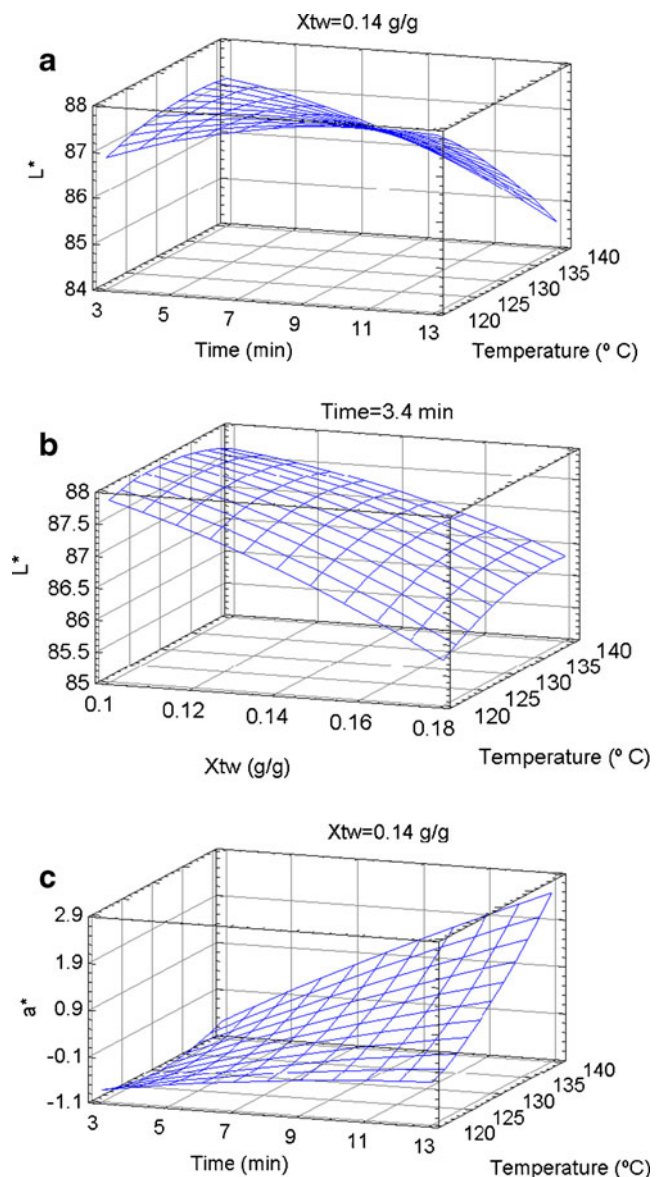 Xtw=0.14 g/g
a
88
87
86
85
84
L*
3 5 7 9 11 13
Time (min)
120 125 130 135 140
Temperature (º C)
Time=3.4 min
b
88
87.5
87
86.5
86
85.5
85
L*
0.1 0.12 0.14 0.16 0.18
Xtw (g/g)
120 125 130 135 140
Temperature (º C)
Xtw=0.14 g/g
c
2.9
1.9
0.9
-0.1
-1.1
a*
3 5 7 9 11 13
Time (min)
120 125 130 135 140
Temperature (ºC)